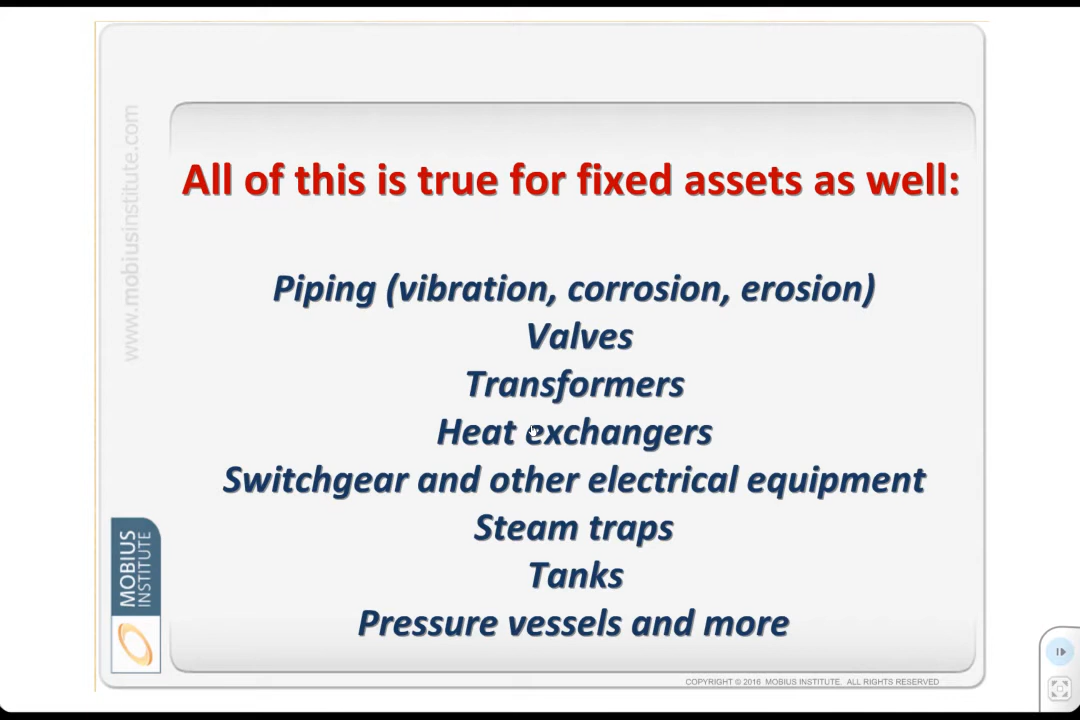 www.mobiusinstitute.com
All of this is true for fixed assets as well:
Piping (vibration, corrosion, erosion)
Valves
Transformers
Heat exchangers
Switchgear and other electrical equipment
Steam traps
Tanks
Pressure vessels and more
MOBIUS
INSTITUTE
COPYRIGHT © 2016 MOBIUS INSTITUTE. ALL RIGHTS RESERVED